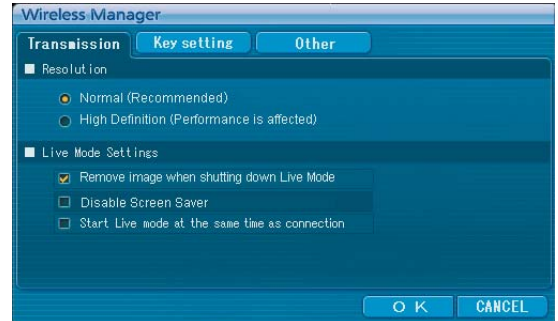 Wireless Manager
Transmission Key setting Other
Resolution
Normal (Recommended)
High Definition (Performance is affected)
Live Mode Settings
Remove image when shutting down Live Mode
Disable Screen Saver
Start Live mode at the same time as connection
OK CANCEL